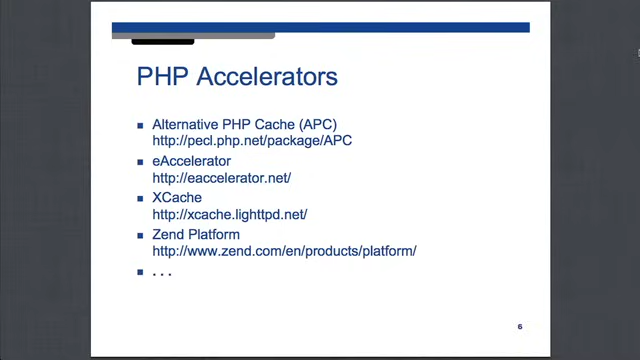 PHP Accelerators
▪ Alternative PHP Cache (APC)
http://pecl.php.net/package/APC
▪ eAccelerator
http://eaccelerator.net/
▪ XCache
http://xcache.lighttpd.net/
▪ Zend Platform
http://www.zend.com/en/products/platform/
▪ . . .
6